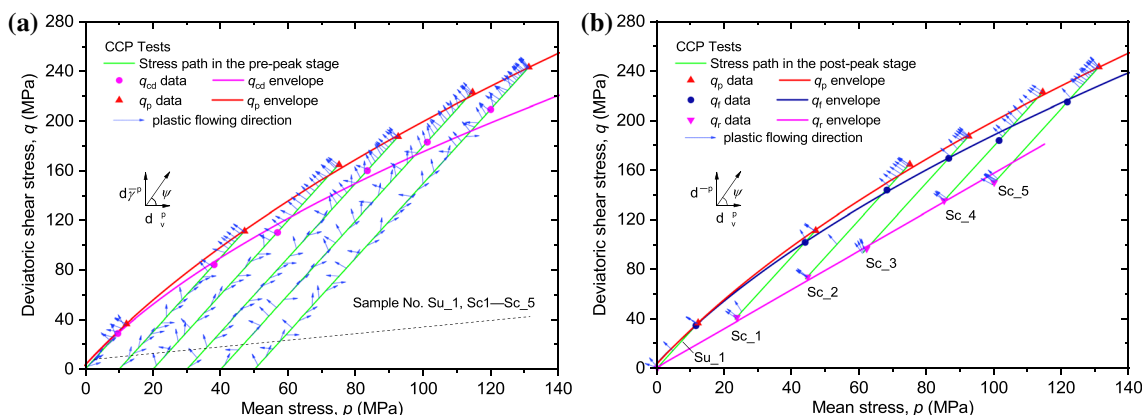 (a)
CCP Tests
Stress path in the pre-peak stage
qcd data
qcd envelope
qp data
qp envelope
plastic flowing direction
dγ̄p
ψ
d p v
Sample No. Su_1, Sc1—Sc_5
Deviatoric shear stress, q (MPa)
280
240
200
160
120
80
40
0
0 20 40 60 80 100 120 140
Mean stress, p (MPa)
(b)
CCP Tests
Stress path in the post-peak stage
qp data
qp envelope
qf data
qf envelope
qr data
qr envelope
plastic flowing direction
d−p
ψ
d p v
Sc_5
Sc_4
Sc_3
Sc_2
Sc_1
Su_1
Deviatoric shear stress, q (MPa)
280
240
200
160
120
80
40
0
0 20 40 60 80 100 120 140
Mean stress, p (MPa)